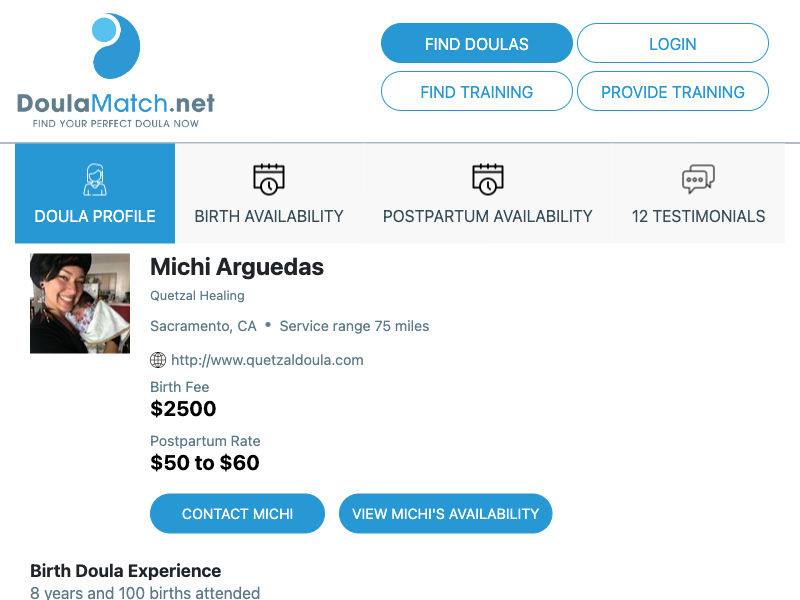 DoulaMatch.net
FIND YOUR PERFECT DOULA NOW
FIND DOULAS
LOGIN
FIND TRAINING
PROVIDE TRAINING
DOULA PROFILE
BIRTH AVAILABILITY
POSTPARTUM AVAILABILITY
12 TESTIMONIALS
Michi Arguedas
Quetzal Healing
Sacramento, CA • Service range 75 miles
http://www.quetzaldoula.com
Birth Fee
$2500
Postpartum Rate
$50 to $60
CONTACT MICHI
VIEW MICHI'S AVAILABILITY
Birth Doula Experience
8 years and 100 births attended